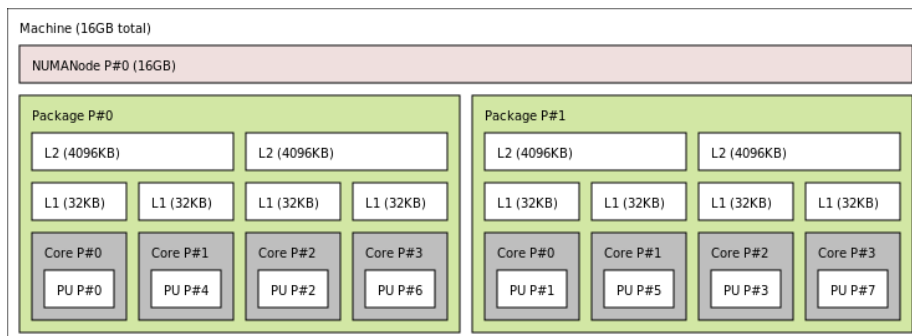 Machine (16GB total)
NUMANode P#0 (16GB)
Package P#0
L2 (4096KB)
L2 (4096KB)
L1 (32KB)
L1 (32KB)
L1 (32KB)
L1 (32KB)
Core P#0
Core P#1
Core P#2
Core P#3
PU P#0
PU P#4
PU P#2
PU P#6
Package P#1
L2 (4096KB)
L2 (4096KB)
L1 (32KB)
L1 (32KB)
L1 (32KB)
L1 (32KB)
Core P#0
Core P#1
Core P#2
Core P#3
PU P#1
PU P#5
PU P#3
PU P#7